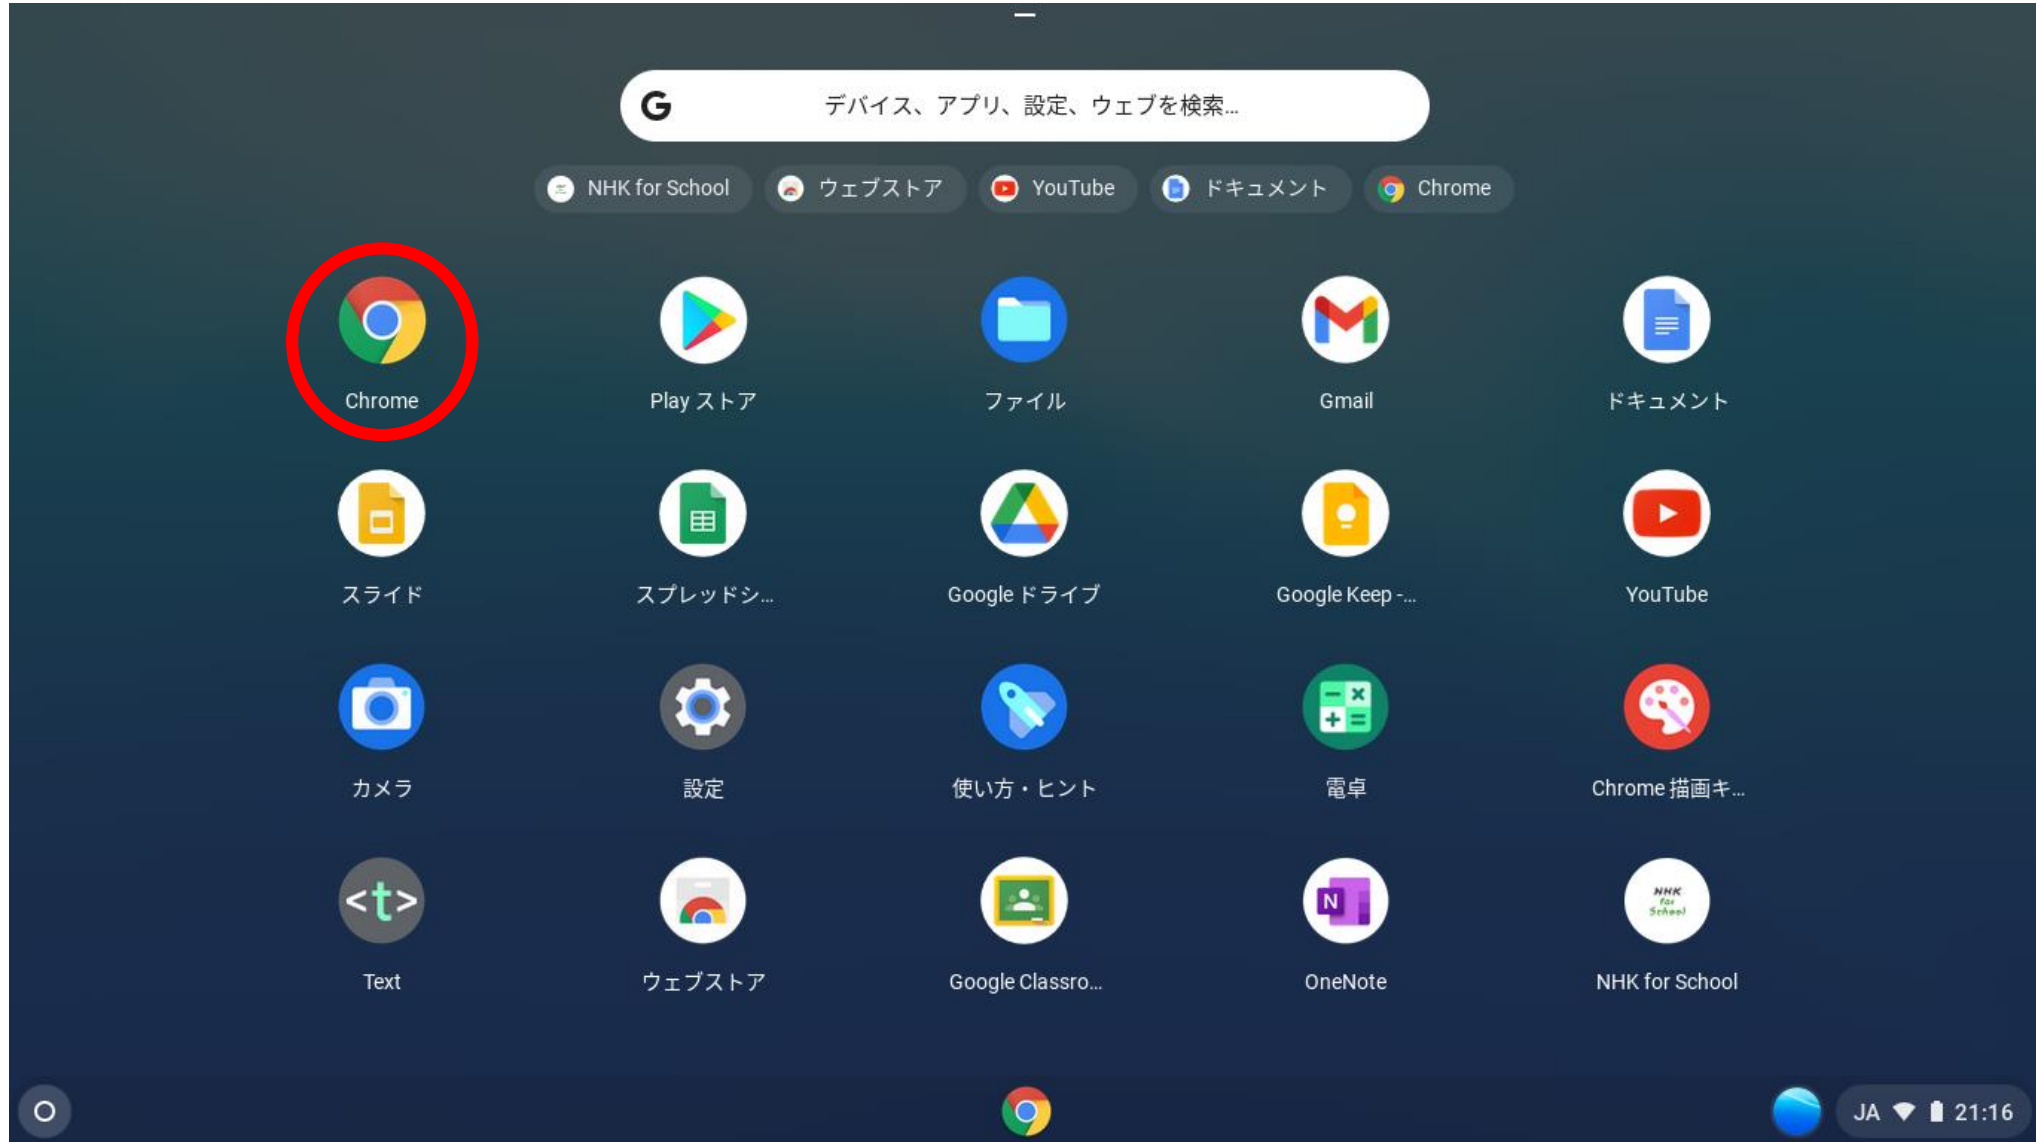 G デバイス、アプリ、設定、ウェブを検索...
NHK for School ウェブストア YouTube ドキュメント Chrome
Chrome Play ストア ファイル Gmail ドキュメント
スライド スプレッドシ... Google ドライブ Google Keep -... YouTube
カメラ 設定 使い方・ヒント 電卓 Chrome 描画キ...
<t> N NHK for School
Text ウェブストア Google Classro... OneNote NHK for School
JA 21:16